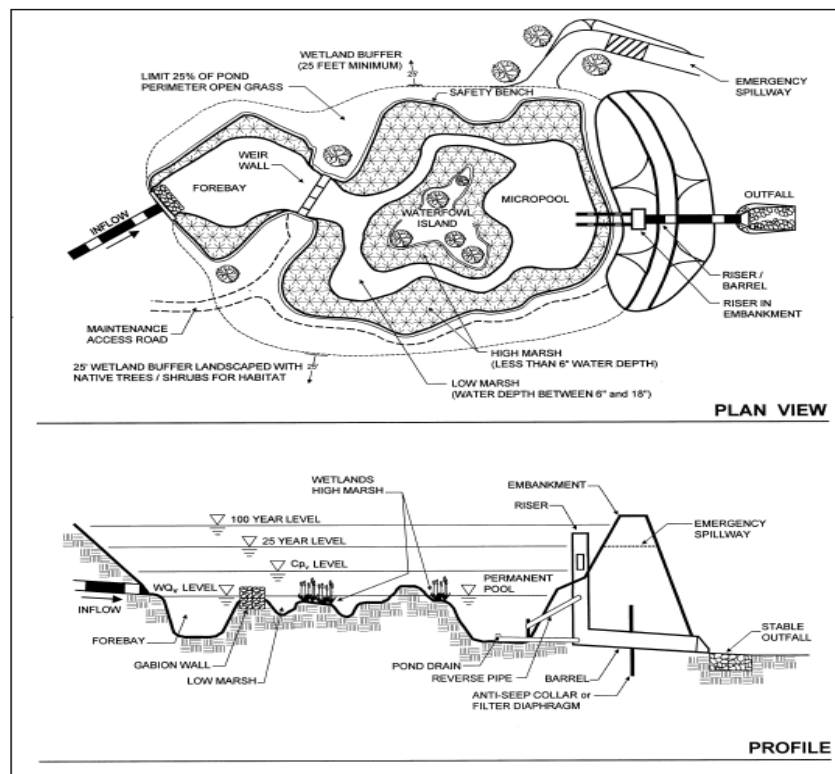 WETLAND BUFFER
(25 FEET MINIMUM)
25'
LIMIT 25% OF POND
PERIMETER OPEN GRASS
SAFETY BENCH
EMERGENCY
SPILLWAY
WEIR
WALL
FOREBAY
WATERFOWL
ISLAND
MICROPOOL
OUTFALL
INFLOW
RISER /
BARREL
RISER IN
EMBANKMENT
MAINTENANCE
ACCESS ROAD
HIGH MARSH
(LESS THAN 6" WATER DEPTH)
25' WETLAND BUFFER LANDSCAPED WITH
NATIVE TREES / SHRUBS FOR HABITAT
25'
LOW MARSH
(WATER DEPTH BETWEEN 6" and 18")
PLAN VIEW
WETLANDS
HIGH MARSH
EMBANKMENT
RISER
100 YEAR LEVEL
EMERGENCY
SPILLWAY
25 YEAR LEVEL
Cpv LEVEL
WQv LEVEL
PERMANENT
POOL
INFLOW
STABLE
OUTFALL
FOREBAY
GABION WALL
LOW MARSH
POND DRAIN
REVERSE PIPE
BARREL
ANTI-SEEP COLLAR or
FILTER DIAPHRAGM
PROFILE